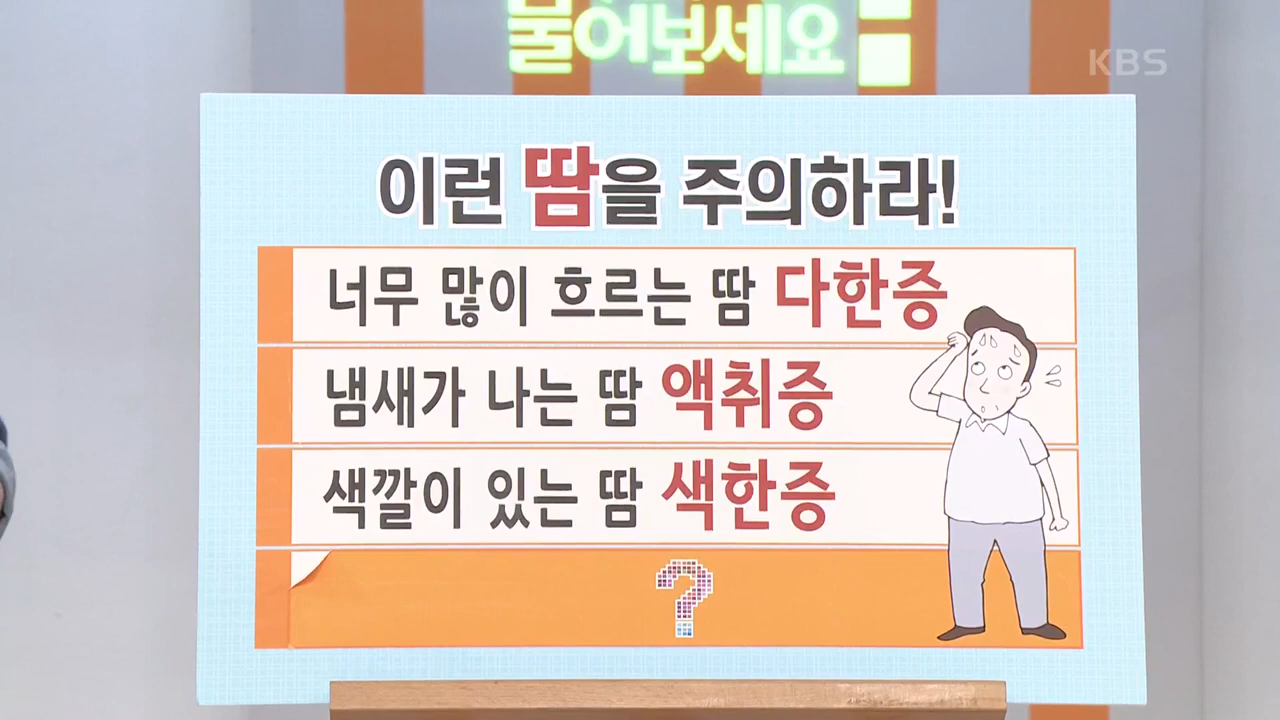 물어보세요
KBS
이런 땀을 주의하라!
너무 많이 흐르는 땀 다한증
냄새가 나는 땀 액취증
색깔이 있는 땀 색한증
?